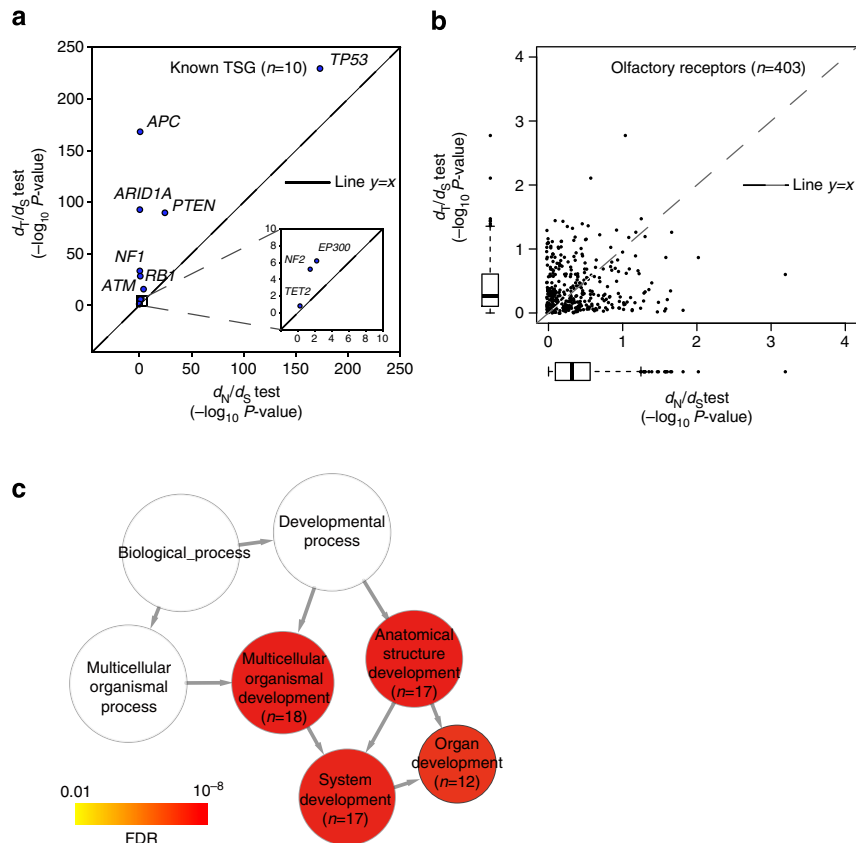 a
250
200
150
100
50
0
d_T/d_S test
(–log10 P-value)
Known TSG (n=10)
TP53
APC
ARID1A
PTEN
NF1
RB1
ATM
Line y=x
10
8
6
4
2
0
EP300
NF2
TET2
0 2 4 6 8 10
0 50 100 150 200 250
dN/dS test
(–log10 P-value)
b
4
3
2
1
0
dT/dS test
(–log10 P-value)
Olfactory receptors (n=403)
Line y=x
0 1 2 3 4
dN/dS test
(–log10 P-value)
c
Developmental
process
Biological_process
Multicellular
organismal
process
Multicellular
organismal
development
(n=18)
Anatomical
structure
development
(n=17)
System
development
(n=17)
Organ
development
(n=12)
0.01 10–8
FDR